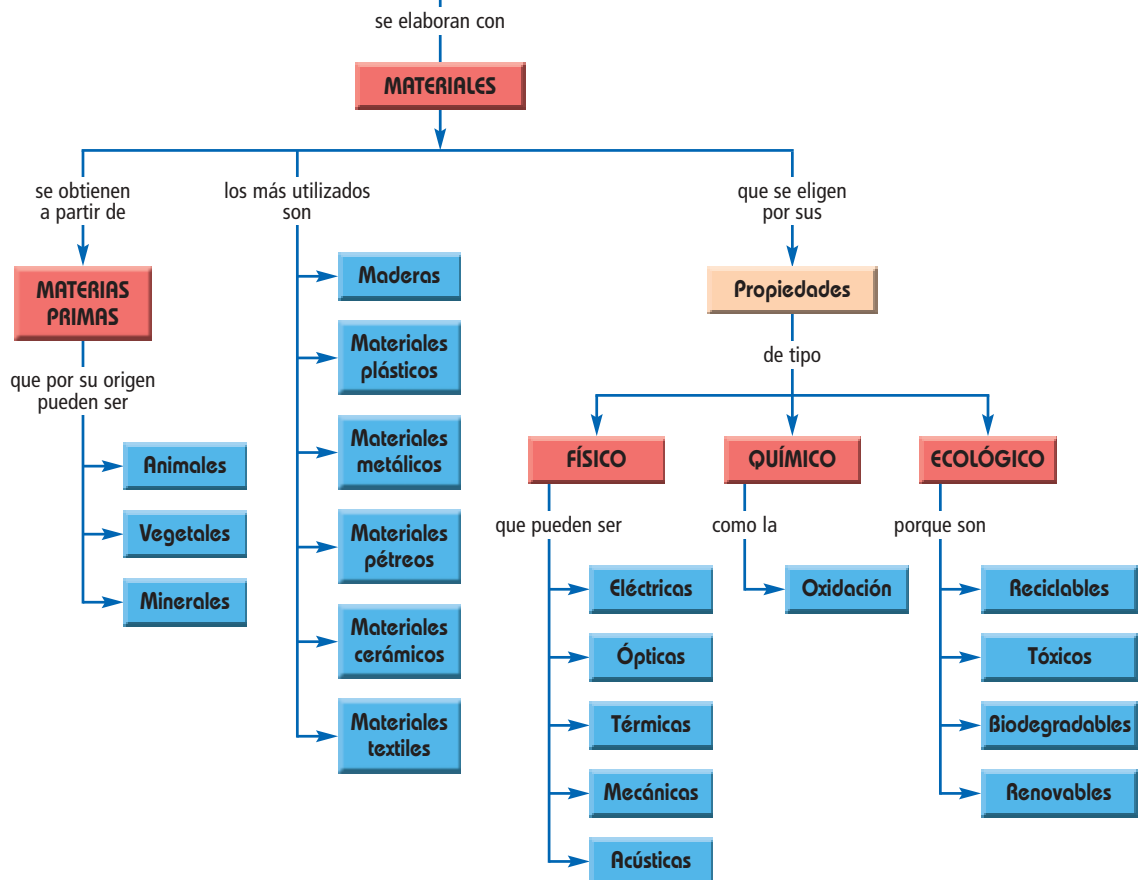 se elaboran con
MATERIALES
se obtienen
a partir de
MATERIAS
PRIMAS
que por su origen
pueden ser
Animales
Vegetales
Minerales
los más utilizados
son
Maderas
Materiales
plásticos
Materiales
metálicos
Materiales
pétreos
Materiales
cerámicos
Materiales
textiles
que se eligen
por sus
Propiedades
de tipo
FÍSICO
que pueden ser
Eléctricas
Ópticas
Térmicas
Mecánicas
Acústicas
QUÍMICO
como la
Oxidación
ECOLÓGICO
porque son
Reciclables
Tóxicos
Biodegradables
Renovables